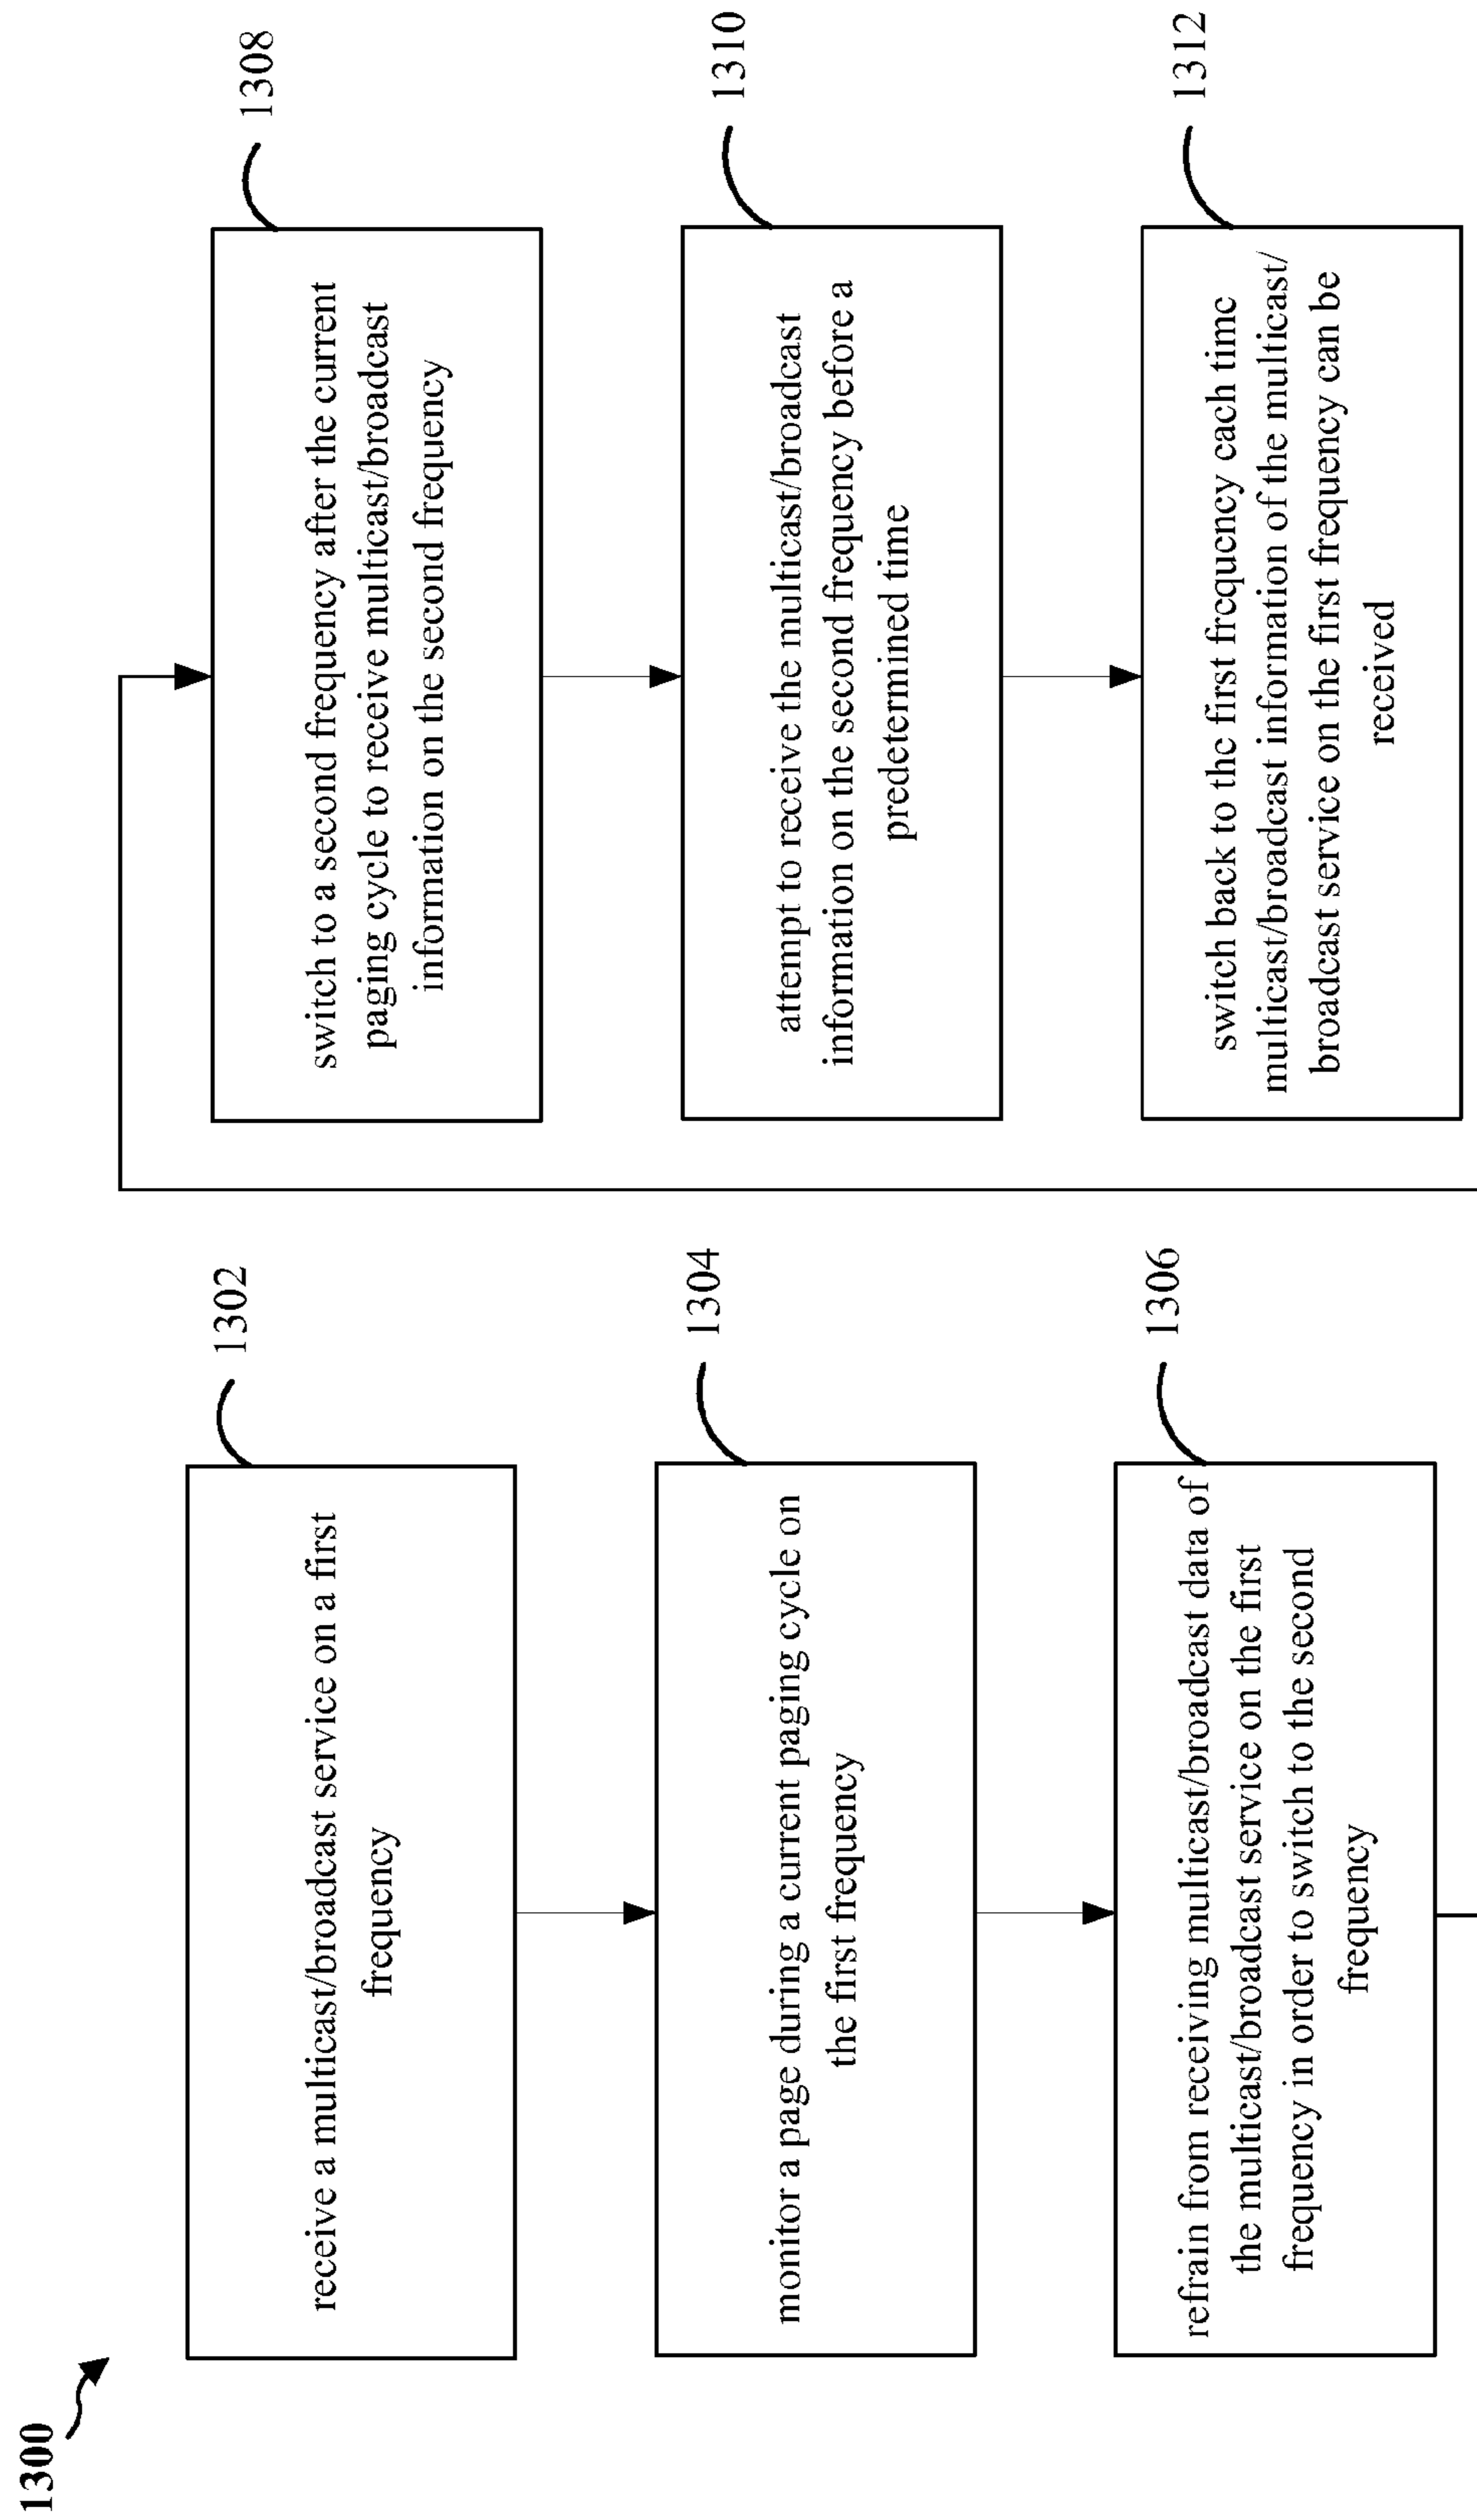 1300
1302
receive a multicast/broadcast service on a first
frequency
1304
monitor a page during a current paging cycle on
the first frequency
1306
refrain from receiving multicast/broadcast data of
the multicast/broadcast service on the first
frequency in order to switch to the second
frequency
1308
switch to a second frequency after the current
paging cycle to receive multicast/broadcast
information on the second frequency
1310
attempt to receive the multicast/broadcast
information on the second frequency before a
predetermined time
1312
switch back to the first frequency each time
multicast/broadcast information of the multicast/
broadcast service on the first frequency can be
received